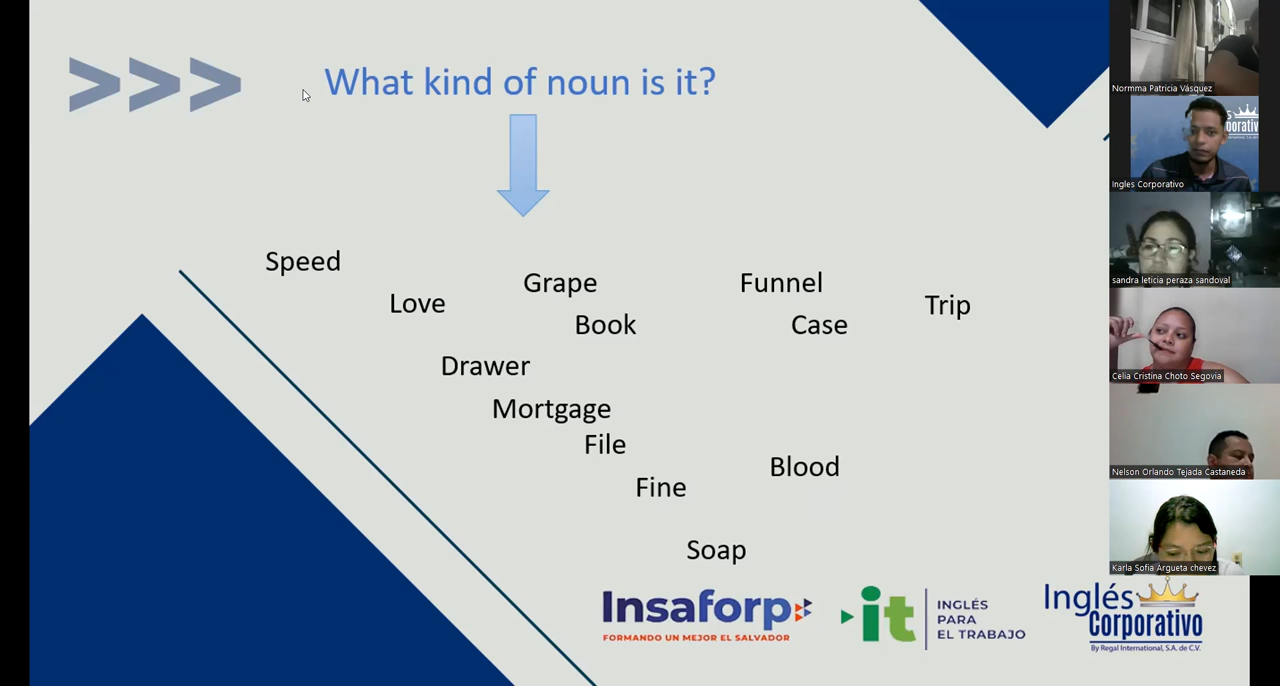 >>> What kind of noun is it?
Speed
Love
Grape
Book
Funnel
Case
Trip
Drawer
Mortgage
File
Fine
Blood
Soap
Insaforp
FORMANDO UN MEJOR EL SALVADOR
it
INGLÉS
PARA
EL TRABAJO
Inglés
Corporativo
By Regal International, S.A. de C.V.
Normma Patricia Vásquez
Ingles Corporativo
sandra leticia peraza sandoval
Celia Cristina Choto Segovia
Nelson Orlando Tejada Castaneda
Karla Sofia Argueta chevez